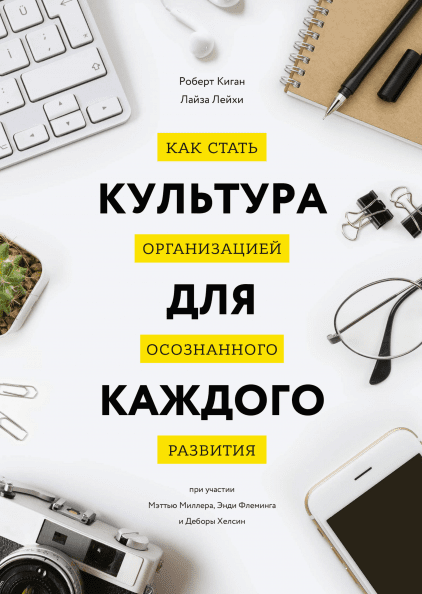 Роберт Киган
Лайза Лейхи
КАК СТАТЬ
КУЛЬТУРА
ОРГАНИЗАЦИЕЙ
ДЛЯ
ОСОЗНАННОГО
КАЖДОГО
РАЗВИТИЯ
при участии
Мэттью Миллера, Энди Флеминга
и Деборы Хелсин